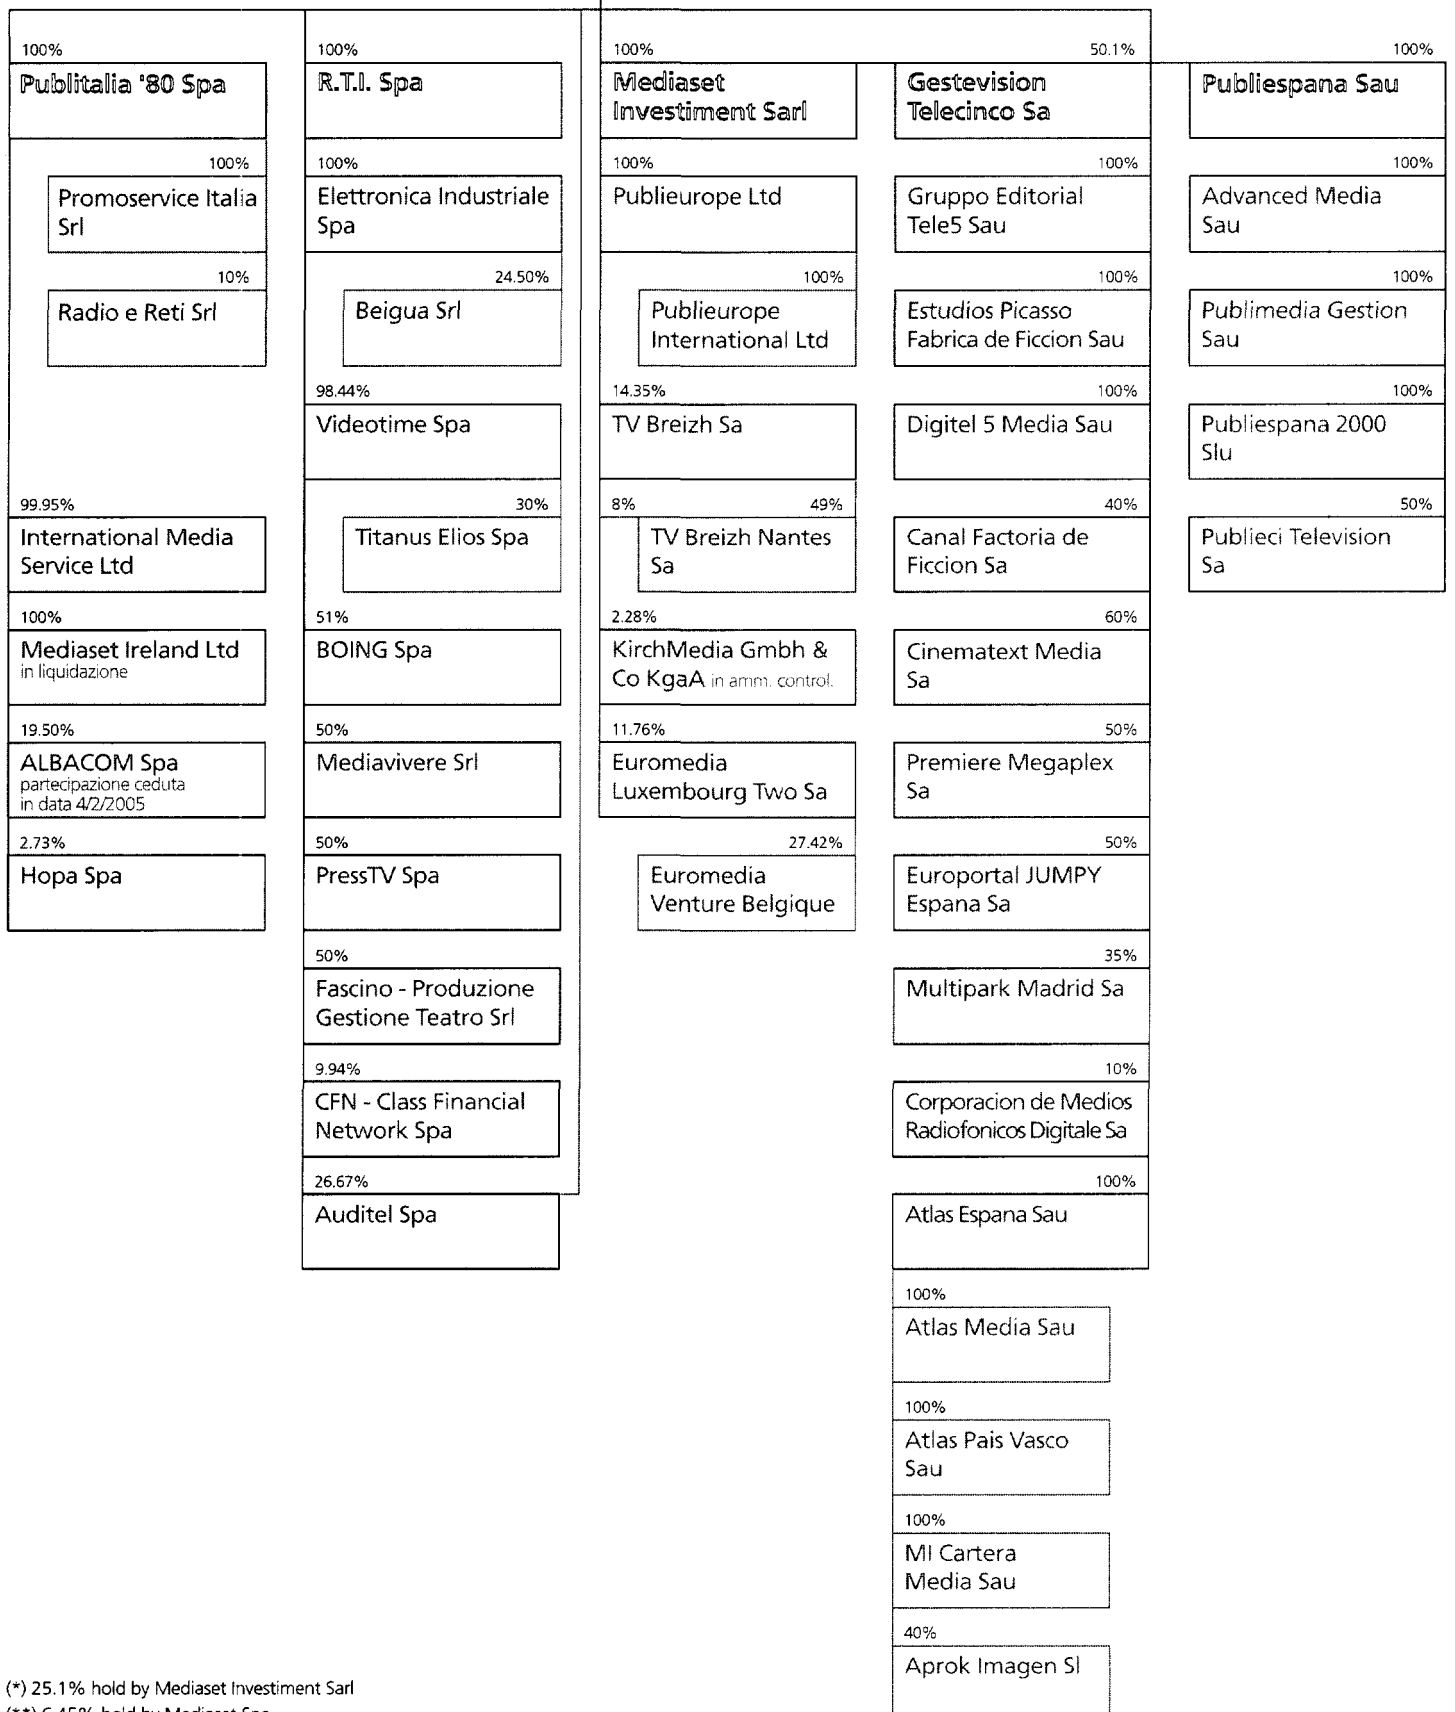 100%
Publitalia '80 Spa
100%
Promoservice Italia
Srl
10%
Radio e Reti Srl
99.95%
International Media
Service Ltd
100%
Mediaset Ireland Ltd
in liquidazione
19.50%
ALBACOM Spa
partecipazione ceduta
in data 4/2/2005
2.73%
Hopa Spa
100%
R.T.I. Spa
100%
Elettronica Industriale
Spa
24.50%
Beigua Srl
98.44%
Videotime Spa
30%
Titanus Elios Spa
51%
BOING Spa
50%
Mediavivere Srl
50%
PressTV Spa
50%
Fascino - Produzione
Gestione Teatro Srl
9.94%
CFN - Class Financial
Network Spa
26.67%
Auditel Spa
100%
Mediaset
Investiment Sarl
100%
Publieurope Ltd
100%
Publieurope
International Ltd
14.35%
TV Breizh Sa
8% 49%
TV Breizh Nantes
Sa
2.28%
KirchMedia Gmbh &
Co KgaA in amm. control.
11.76%
Euromedia
Luxembourg Two Sa
27.42%
Euromedia
Venture Belgique
50.1%
Gestevision
Telecinco Sa
100%
Gruppo Editorial
Tele5 Sau
100%
Estudios Picasso
Fabrica de Ficcion Sau
100%
Digitel 5 Media Sau
40%
Canal Factoria de
Ficcion Sa
60%
Cinematext Media
Sa
50%
Premiere Megaplex
Sa
50%
Europortal JUMPY
Espana Sa
35%
Multipark Madrid Sa
10%
Corporacion de Medios
Radiofonicos Digitale Sa
100%
Atlas Espana Sau
100%
Atlas Media Sau
100%
Atlas Pais Vasco
Sau
100%
MI Cartera
Media Sau
40%
Aprok Imagen Sl
100%
Publiespana Sau
100%
Advanced Media
Sau
100%
Publimedia Gestion
Sau
100%
Publiespana 2000
Slu
50%
Publieci Television
Sa
(*) 25.1% hold by Mediaset Investiment Sarl
(**) 6.45% hold by Mediaset Spa